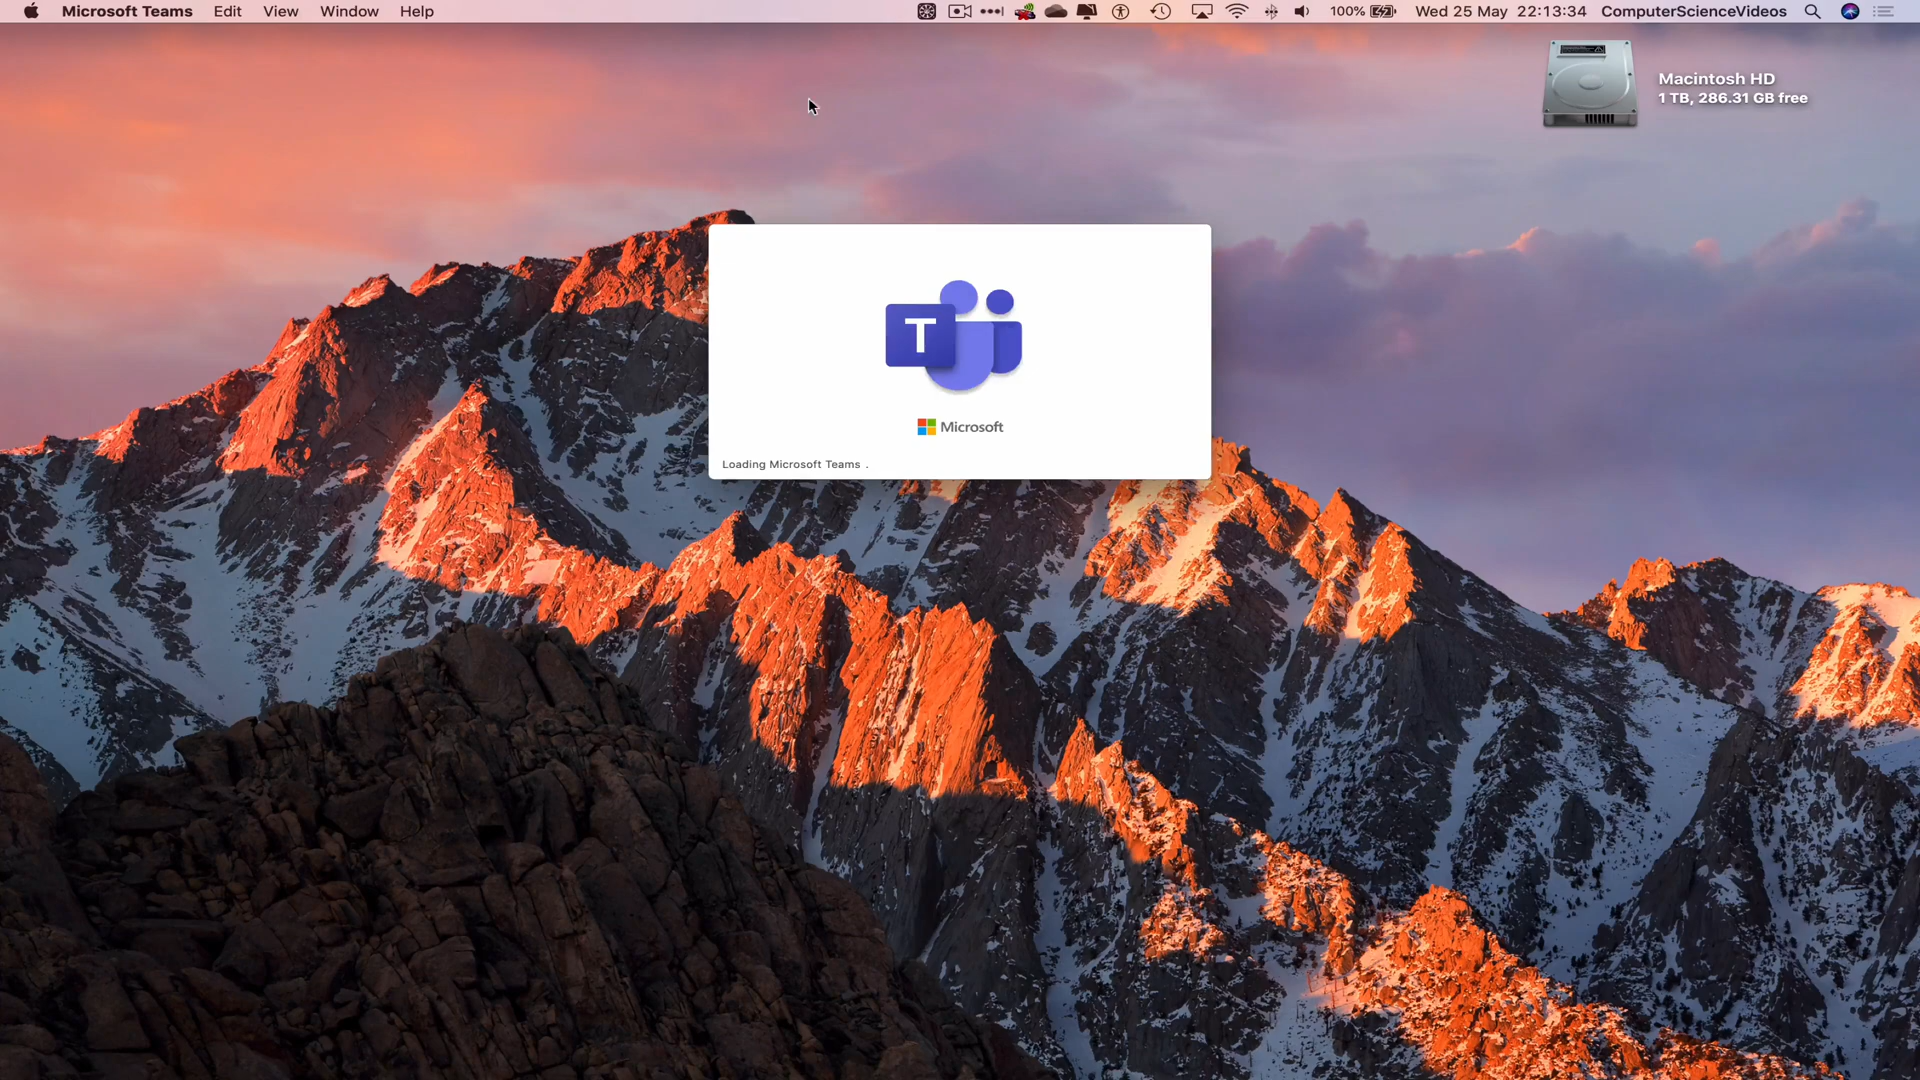 Microsoft Teams Edit View Window Help 100% Wed 25 May 22:13:34 ComputerScienceVideos
Macintosh HD
1 TB, 286.31 GB free
T
Microsoft
Loading Microsoft Teams .